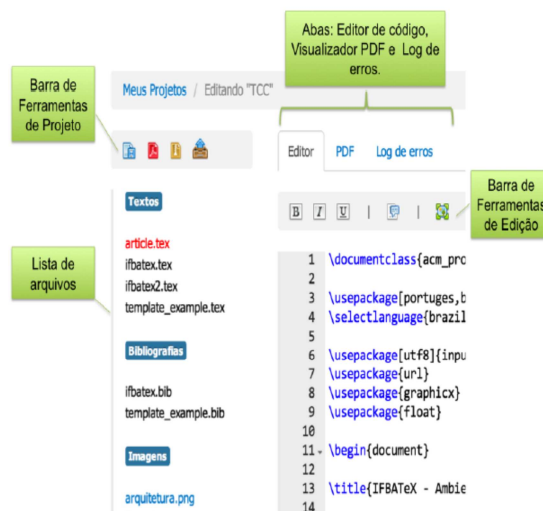 Abas: Editor de código,
Visualizador PDF e Log de
erros.
Barra de
Ferramentas
de Projeto
Meus Projetos / Editando "TCC"
Editor PDF Log de erros
Barra de
Ferramentas
de Edição
B I U | |
Lista de
arquivos
Textos
article.tex
ifbatex.tex
ifbatex2.tex
template_example.tex
Bibliografias
ifbatex.bib
template_example.bib
Imagens
arquitetura.png
1 \documentclass{acm_pro
2
3 \usepackage[portuges,b
4 \selectlanguage{brazil
5
6 \usepackage[utf8]{inpu
7 \usepackage{url}
8 \usepackage{graphicx}
9 \usepackage{float}
10
11 \begin{document}
12
13 \title{IFBATeX - Ambie
14